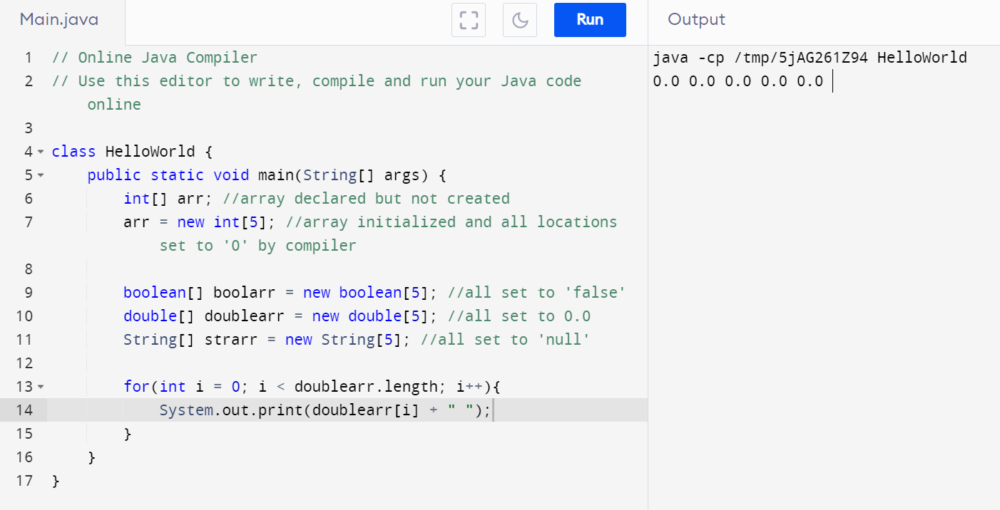 Main.java
Run
Output
1 // Online Java Compiler
2 // Use this editor to write, compile and run your Java code
online
3
4 class HelloWorld {
5 public static void main(String[] args) {
6 int[] arr; //array declared but not created
7 arr = new int[5]; //array initialized and all locations
set to '0' by compiler
8
9 boolean[] boolarr = new boolean[5]; //all set to 'false'
10 double[] doublearr = new double[5]; //all set to 0.0
11 String[] strarr = new String[5]; //all set to 'null'
12
13 for(int i = 0; i < doublearr.length; i++){
14 System.out.print(doublearr[i] + " ");
15 }
16 }
17 }
java -cp /tmp/5jAG261Z94 HelloWorld
0.0 0.0 0.0 0.0 0.0